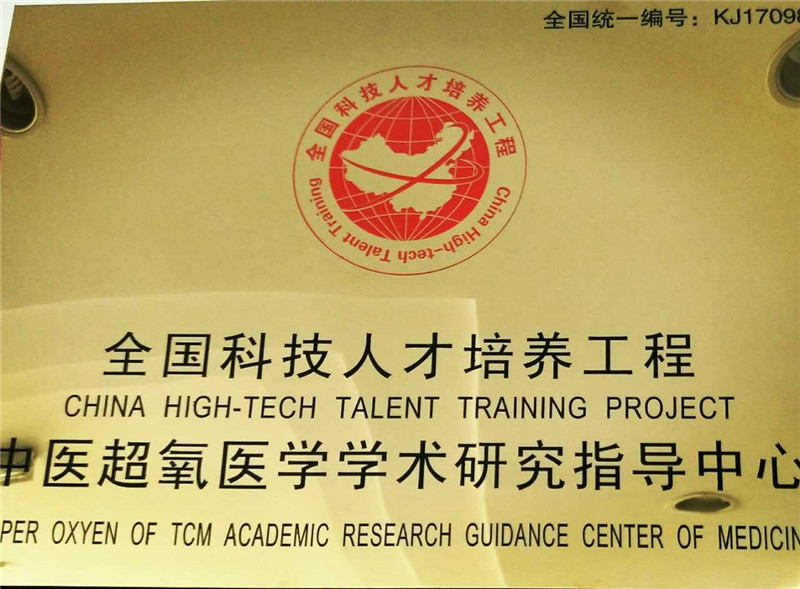 全国统一编号：KJ17098
全国科技人才培养工程
China High-tech Talent Training
全国科技人才培养工程
CHINA HIGH-TECH TALENT TRAINING PROJECT
中医超氧医学学术研究指导中心
PER OXYEN OF TCM ACADEMIC RESEARCH GUIDANCE CENTER OF MEDICIN